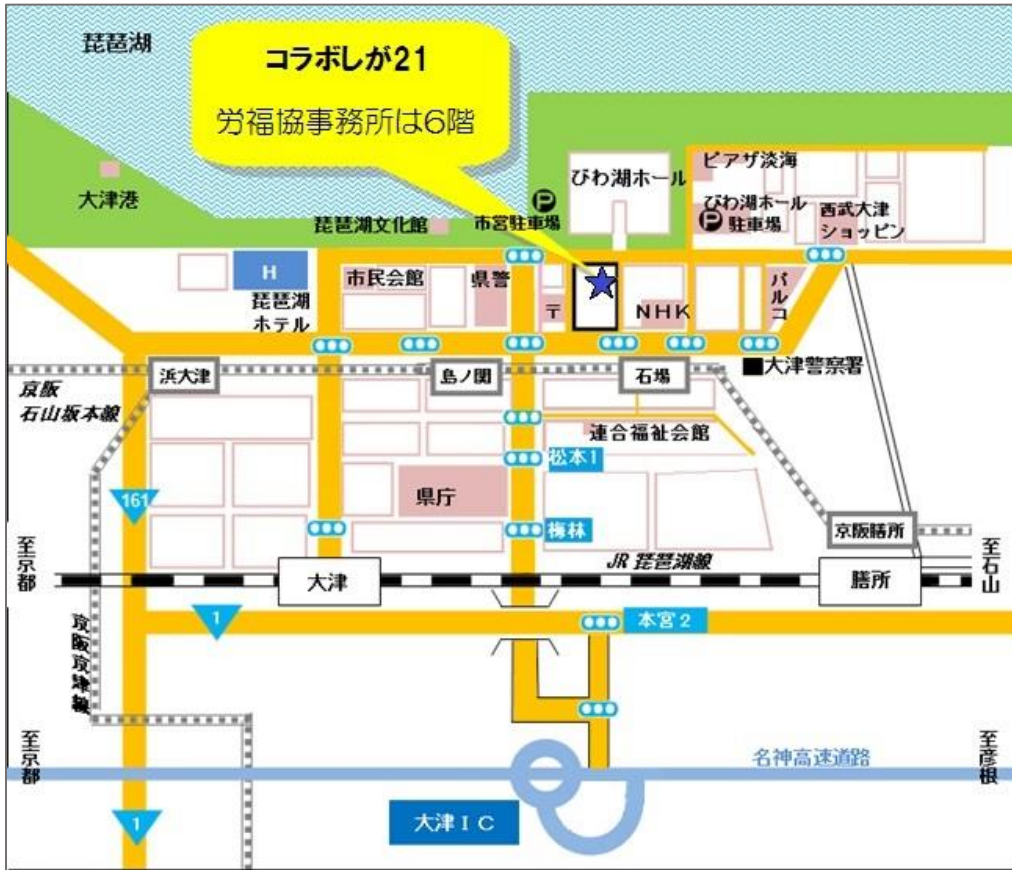 琵琶湖
コラボしが21
労福協事務所は6階
大津港
琵琶湖文化館
P
市営駐車場
びわ湖ホール
ピアザ淡海
びわ湖ホール
P 駐車場
西武大津
ショッピン
H
琵琶湖
ホテル
市民会館
県警
〒
NHK
パルコ
■大津警察署
浜大津
島ノ関
石場
京阪
石山坂本線
連合福祉会館
松本1
県庁
梅林
161
京阪膳所
至京都
大津
JR 琵琶湖線
膳所
至石山
1
本宮2
京阪京津線
至京都
名神高速道路
至彦根
1
大津IC